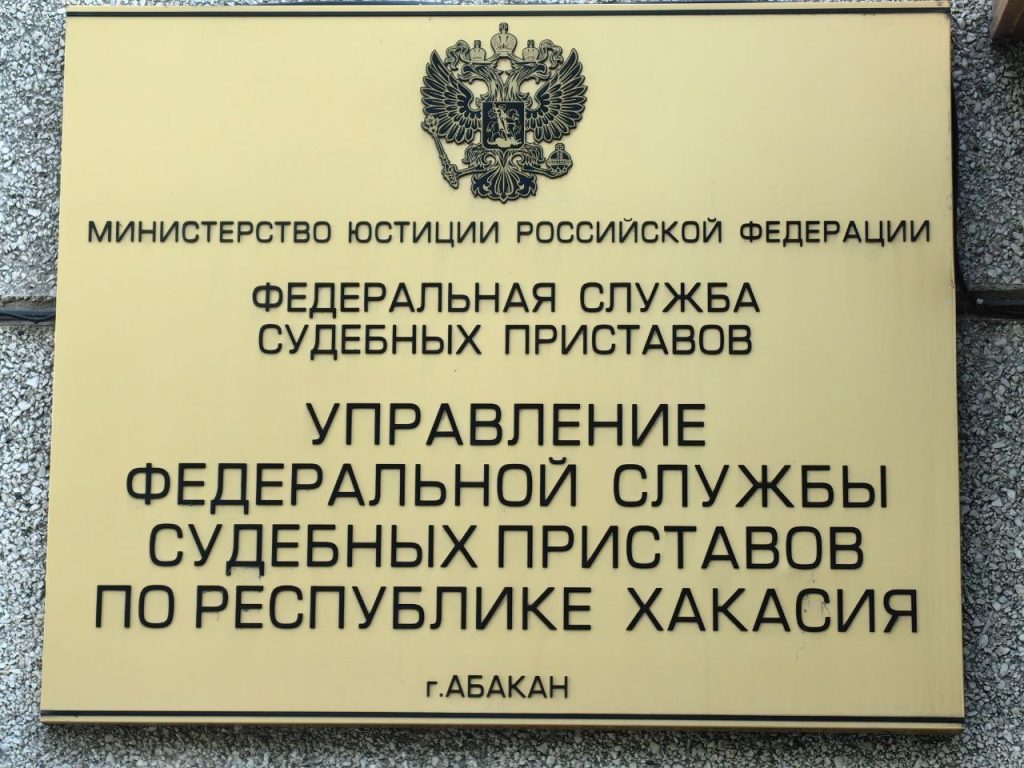 МИНИСТЕРСТВО ЮСТИЦИИ РОССИЙСКОЙ ФЕДЕРАЦИИ
ФЕДЕРАЛЬНАЯ СЛУЖБА
СУДЕБНЫХ ПРИСТАВОВ
УПРАВЛЕНИЕ
ФЕДЕРАЛЬНОЙ СЛУЖБЫ
СУДЕБНЫХ ПРИСТАВОВ
ПО РЕСПУБЛИКЕ ХАКАСИЯ
г.АБАКАН